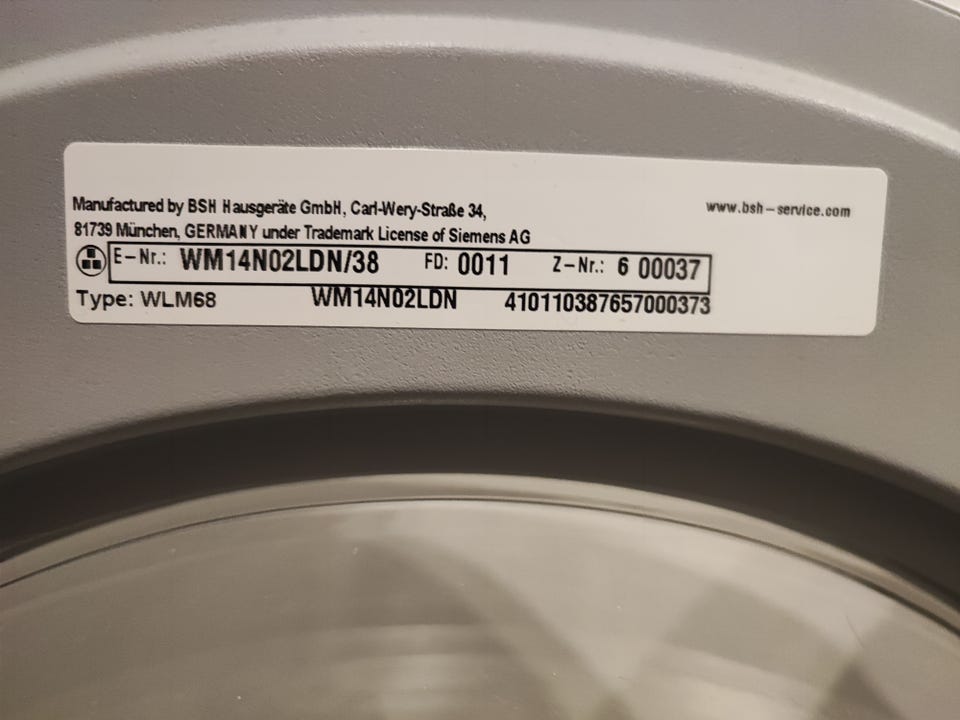 Manufactured by BSH Hausgeräte GmbH, Carl-Wery-Straße 34,
www.bsh-service.com
81739 München, GERMANY under Trademark License of Siemens AG
E-Nr.: WM14N02LDN/38 FD: 0011 Z-Nr.: 6 00037
Type: WLM68 WM14N02LDN 410110387657000373